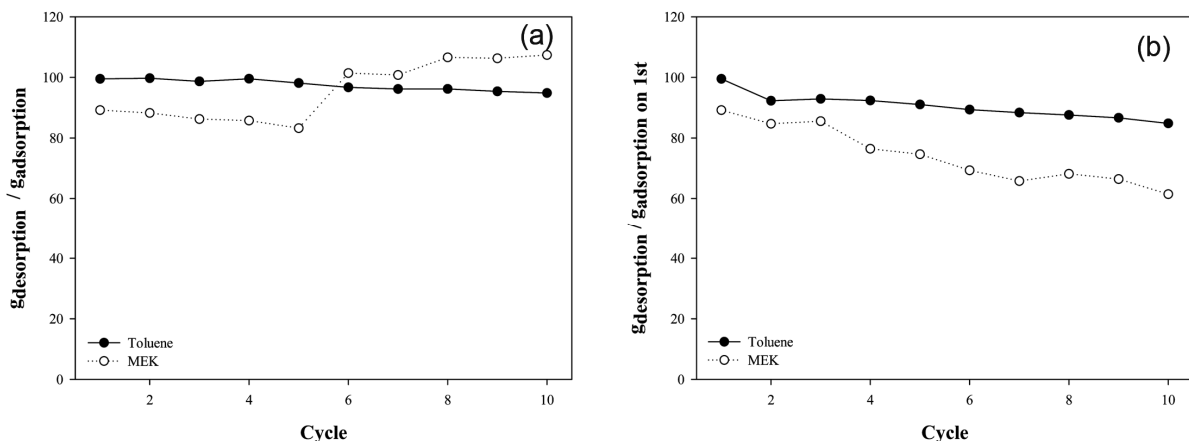 (a)
120
100
80
60
40
20
0
gdesorption / gadsorption
Toluene
MEK
2 4 6 8 10
Cycle
(b)
120
100
80
60
40
20
0
gdesorption / gadsorption on 1st
Toluene
MEK
2 4 6 8 10
Cycle